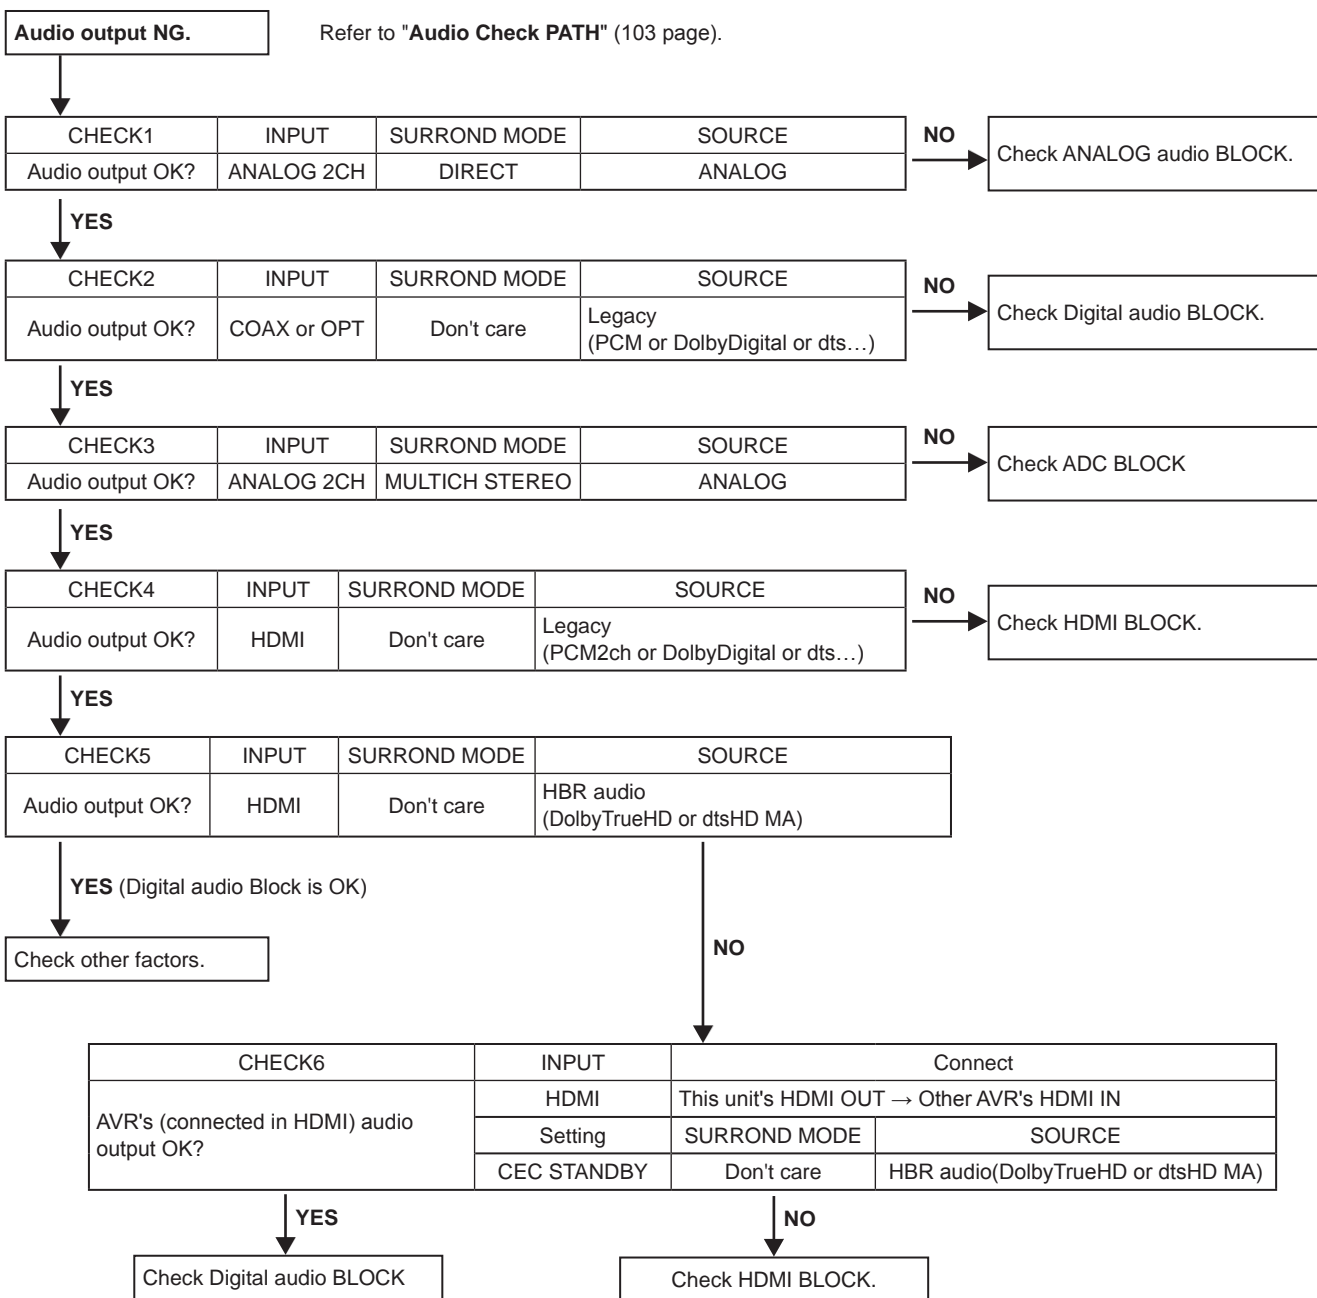 Audio output NG.
Refer to "Audio Check PATH" (103 page).
CHECK1 INPUT SURROND MODE SOURCE
Audio output OK? ANALOG 2CH DIRECT ANALOG
NO
Check ANALOG audio BLOCK.
YES
CHECK2 INPUT SURROND MODE SOURCE
Audio output OK? COAX or OPT Don't care Legacy
(PCM or DolbyDigital or dts…)
NO
Check Digital audio BLOCK.
YES
CHECK3 INPUT SURROND MODE SOURCE
Audio output OK? ANALOG 2CH MULTICH STEREO ANALOG
NO
Check ADC BLOCK
YES
CHECK4 INPUT SURROND MODE SOURCE
Audio output OK? HDMI Don't care Legacy
(PCM2ch or DolbyDigital or dts…)
NO
Check HDMI BLOCK.
YES
CHECK5 INPUT SURROND MODE SOURCE
Audio output OK? HDMI Don't care HBR audio
(DolbyTrueHD or dtsHD MA)
YES (Digital audio Block is OK)
Check other factors.
NO
CHECK6 INPUT Connect
AVR's (connected in HDMI) audio
output OK?
HDMI This unit's HDMI OUT → Other AVR's HDMI IN
Setting SURROND MODE SOURCE
CEC STANDBY Don't care HBR audio(DolbyTrueHD or dtsHD MA)
YES
NO
Check Digital audio BLOCK
Check HDMI BLOCK.